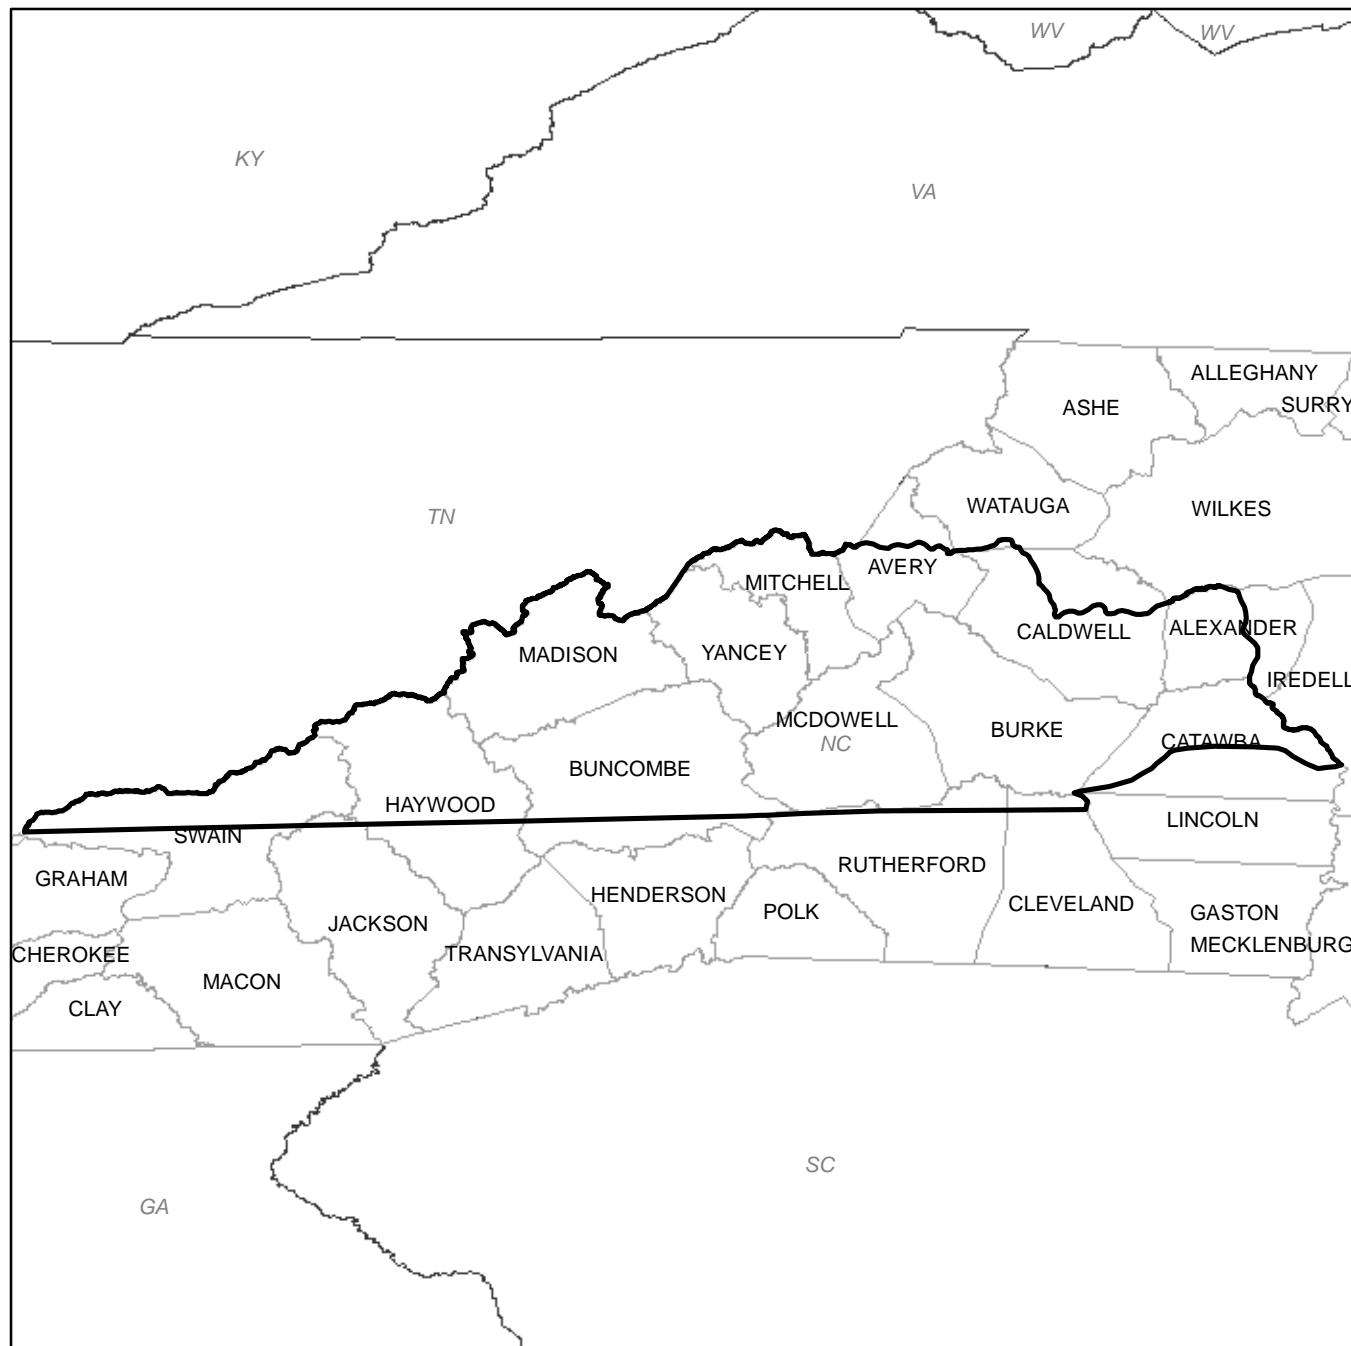 WV
WV
KY
VA
ALLEGHANY
ASHE
SURRY
WATAUGA
WILKES
TN
AVERY
MITCHELL
CALDWELL
ALEXANDER
MADISON
YANCEY
IREDELL
MCDOWELL
BURKE
NC
CATAWBA
BUNCOMBE
HAYWOOD
LINCOLN
SWAIN
RUTHERFORD
GRAHAM
HENDERSON
CLEVELAND
POLK
GASTON
JACKSON
MECKLENBURG
CHEROKEE
TRANSYLVANIA
MACON
CLAY
SC
GA